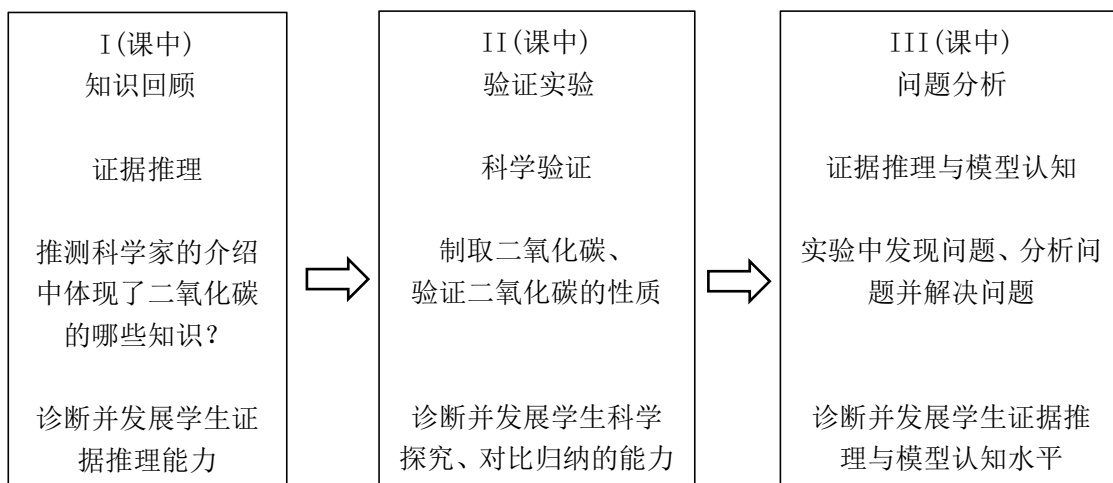 I(课中)
知识回顾
证据推理
推测科学家的介绍
中体现了二氧化碳
的哪些知识?
诊断并发展学生证
据推理能力
II(课中)
验证实验
科学验证
制取二氧化碳、
验证二氧化碳的性质
诊断并发展学生科学
探究、对比归纳的能力
III(课中)
问题分析
证据推理与模型认知
实验中发现问题、分析问
题并解决问题
诊断并发展学生证据推
理与模型认知水平